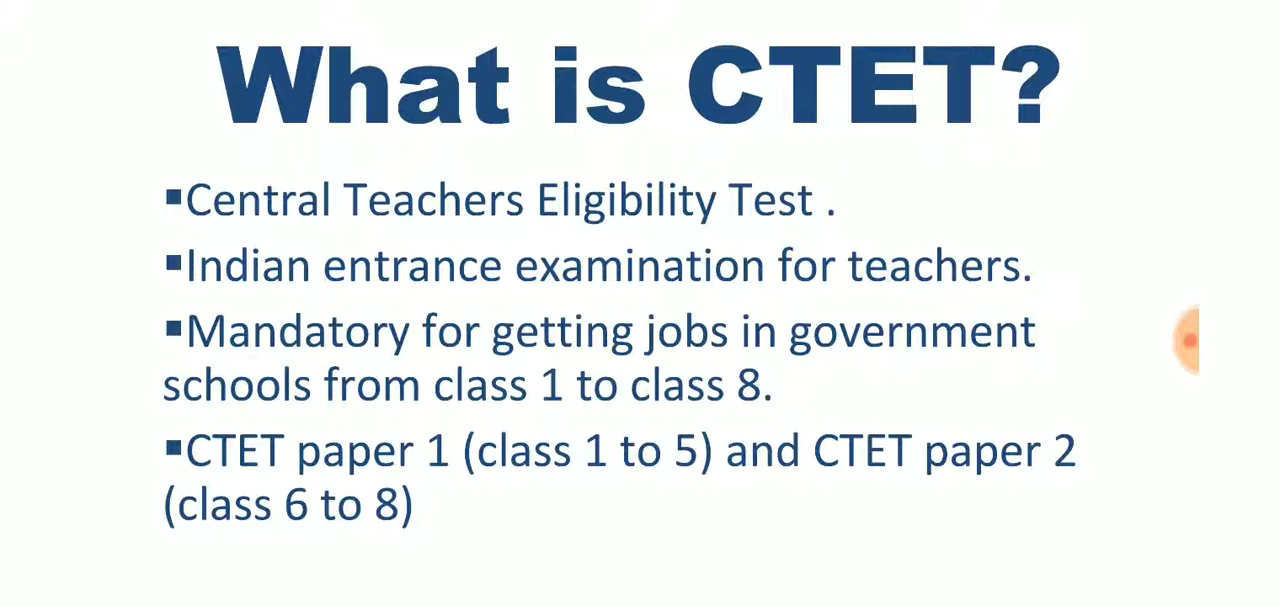 What is CTET?
▪Central Teachers Eligibility Test .
▪Indian entrance examination for teachers.
▪Mandatory for getting jobs in government
schools from class 1 to class 8.
▪CTET paper 1 (class 1 to 5) and CTET paper 2
(class 6 to 8)